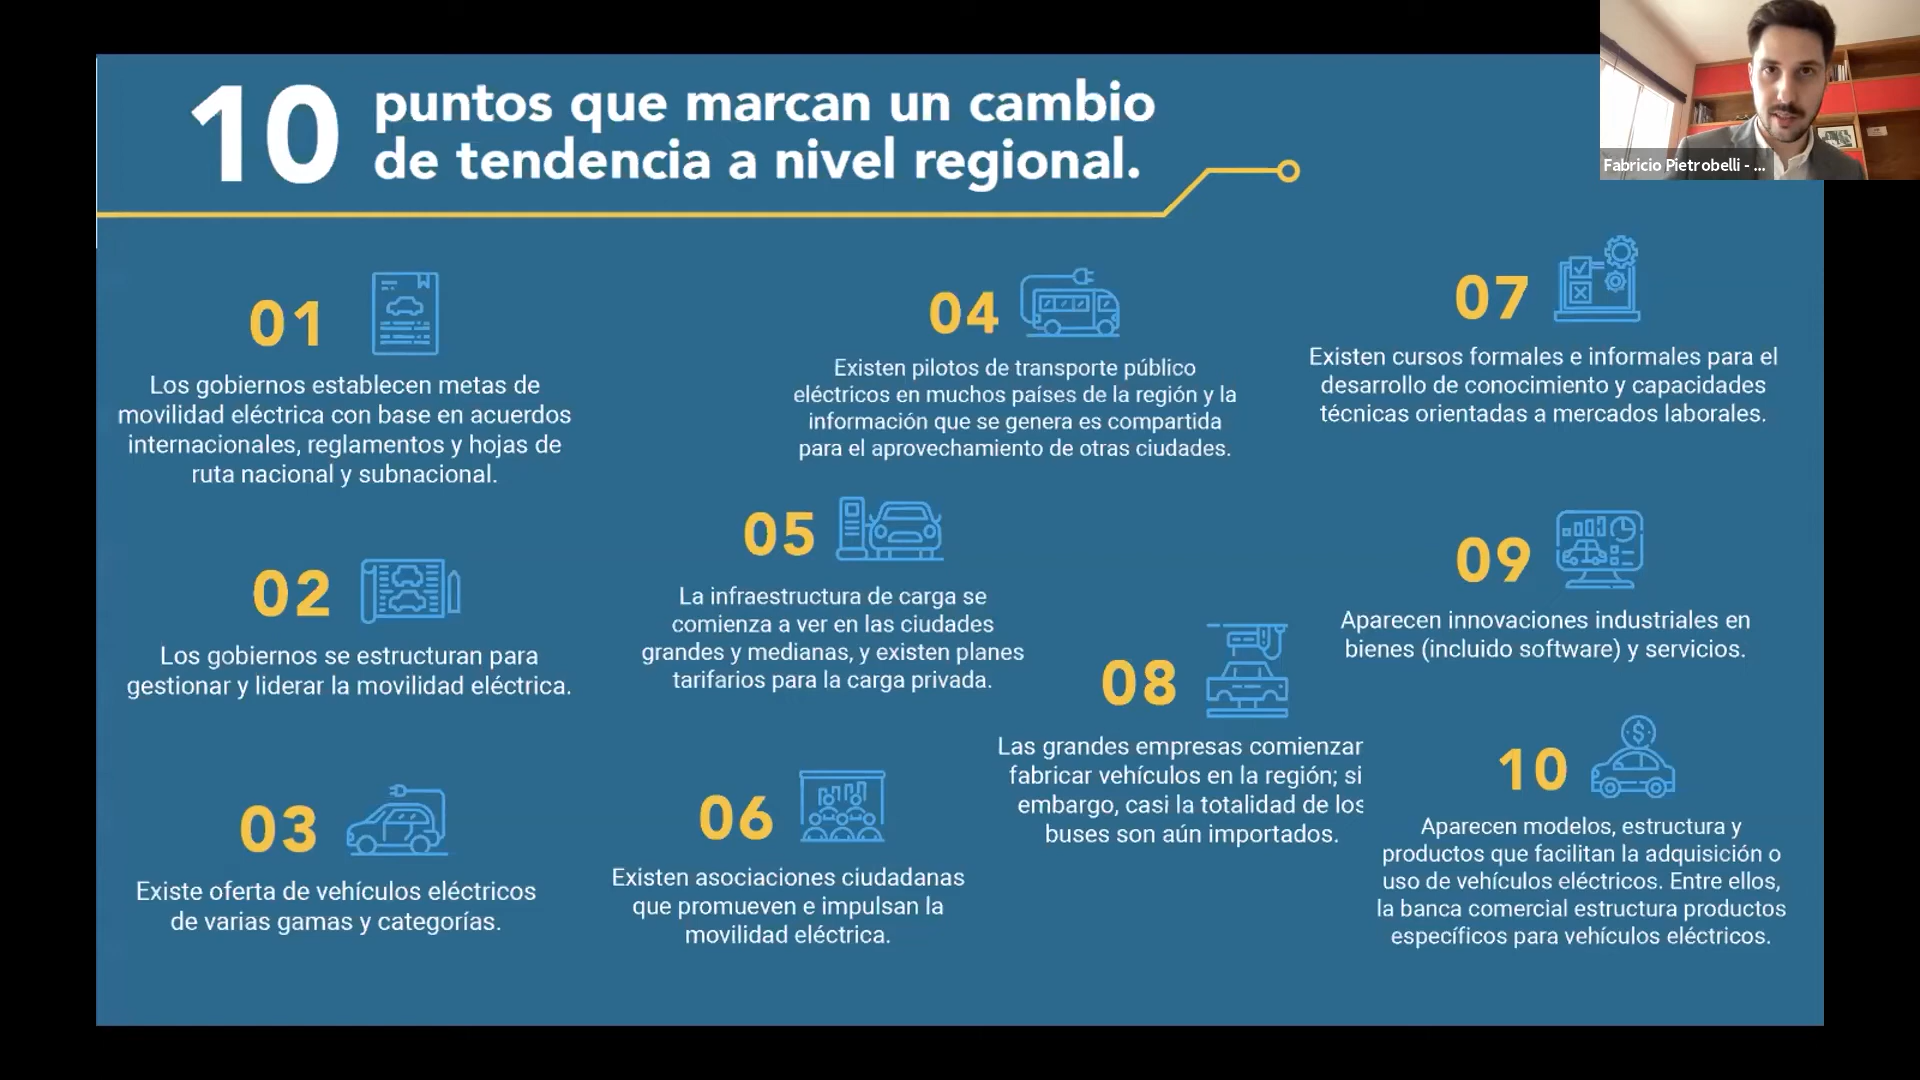 10
puntos que marcan un cambio
de tendencia a nivel regional.
Fabricio Pietrobelli - ...
01
Los gobiernos establecen metas de
movilidad eléctrica con base en acuerdos
internacionales, reglamentos y hojas de
ruta nacional y subnacional.
02
Los gobiernos se estructuran para
gestionar y liderar la movilidad eléctrica.
03
Existe oferta de vehículos eléctricos
de varias gamas y categorías.
04
Existen pilotos de transporte público
eléctricos en muchos países de la región y la
información que se genera es compartida
para el aprovechamiento de otras ciudades.
05
La infraestructura de carga se
comienza a ver en las ciudades
grandes y medianas, y existen planes
tarifarios para la carga privada.
06
Existen asociaciones ciudadanas
que promueven e impulsan la
movilidad eléctrica.
07
Existen cursos formales e informales para el
desarrollo de conocimiento y capacidades
técnicas orientadas a mercados laborales.
08
Las grandes empresas comienzar
fabricar vehículos en la región; si
embargo, casi la totalidad de los
buses son aún importados.
09
Aparecen innovaciones industriales en
bienes (incluido software) y servicios.
10
Aparecen modelos, estructura y
productos que facilitan la adquisición o
uso de vehículos eléctricos. Entre ellos,
la banca comercial estructura productos
específicos para vehículos eléctricos.